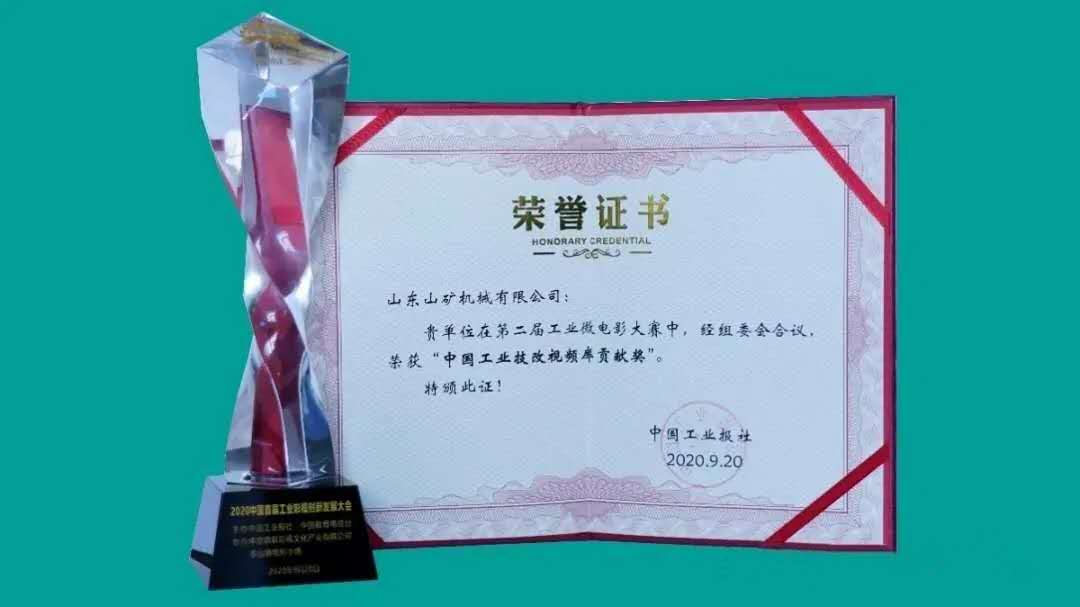 荣誉证书
HONORARY CREDENTIAL
山东山矿机械有限公司：
贵单位在第二届工业微电影大赛中，经组委会合议，
荣获“中国工业技改视频库贡献奖”。
特颁此证！
中国工业报社
2020.9.20
2020中国首届工业影视创新发展大会